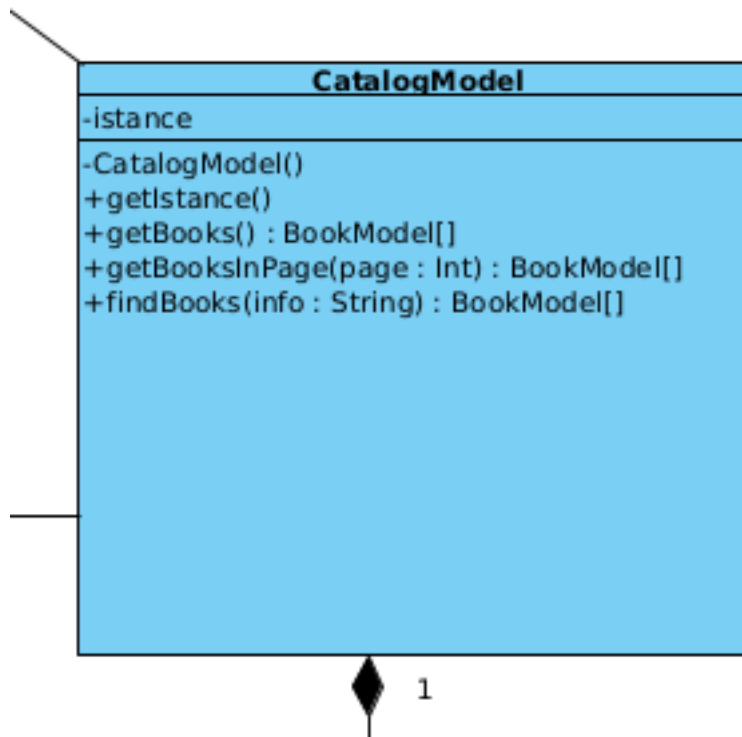 CatalogModel
-istance
-CatalogModel()
+getIstance()
+getBooks() : BookModel[]
+getBooksInPage(page : Int) : BookModel[]
+findBooks(info : String) : BookModel[]
1